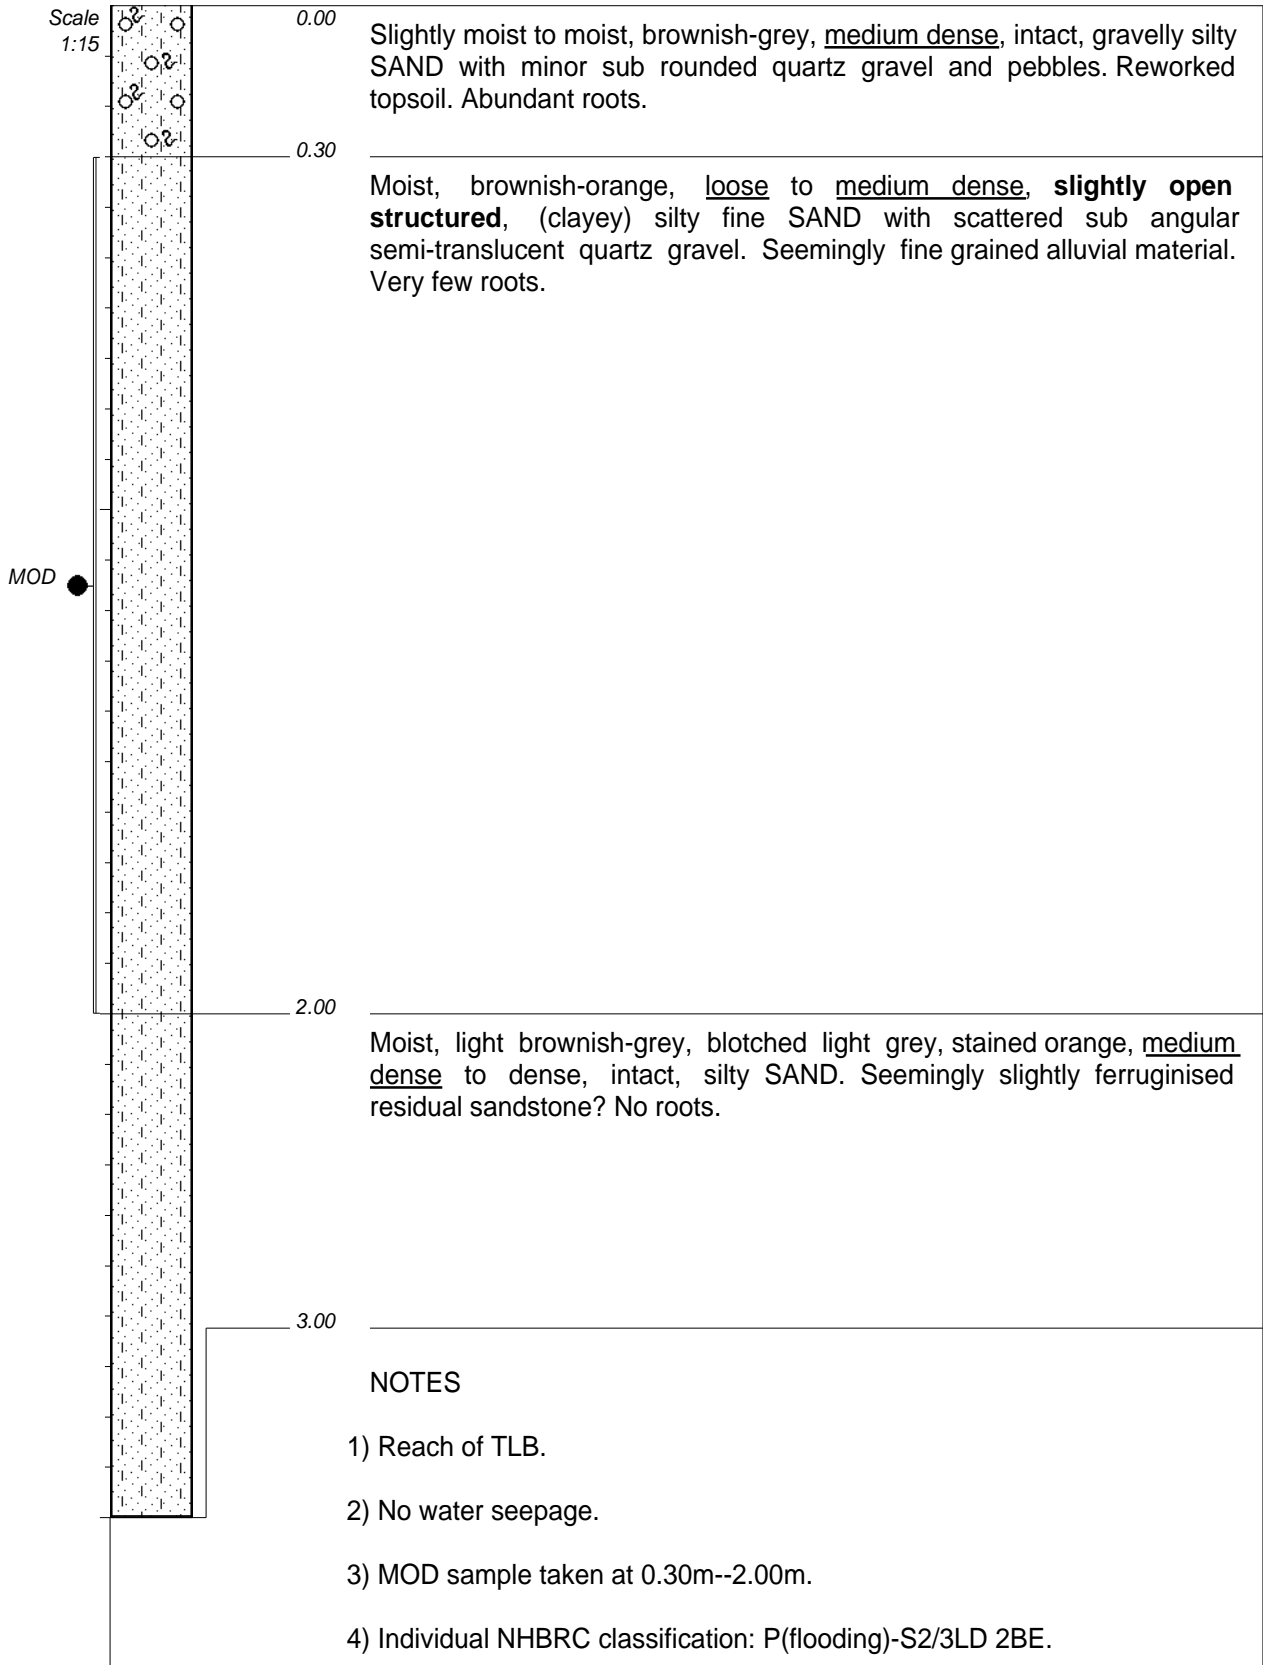 Scale
1:15
0.00
Slightly moist to moist, brownish-grey, medium dense, intact, gravelly silty
SAND with minor sub rounded quartz gravel and pebbles. Reworked
topsoil. Abundant roots.
0.30
Moist, brownish-orange, loose to medium dense, slightly open
structured, (clayey) silty fine SAND with scattered sub angular
semi-translucent quartz gravel. Seemingly fine grained alluvial material.
Very few roots.
MOD
2.00
Moist, light brownish-grey, blotched light grey, stained orange, medium
dense to dense, intact, silty SAND. Seemingly slightly ferruginised
residual sandstone? No roots.
3.00
NOTES
1) Reach of TLB.
2) No water seepage.
3) MOD sample taken at 0.30m--2.00m.
4) Individual NHBRC classification: P(flooding)-S2/3LD 2BE.